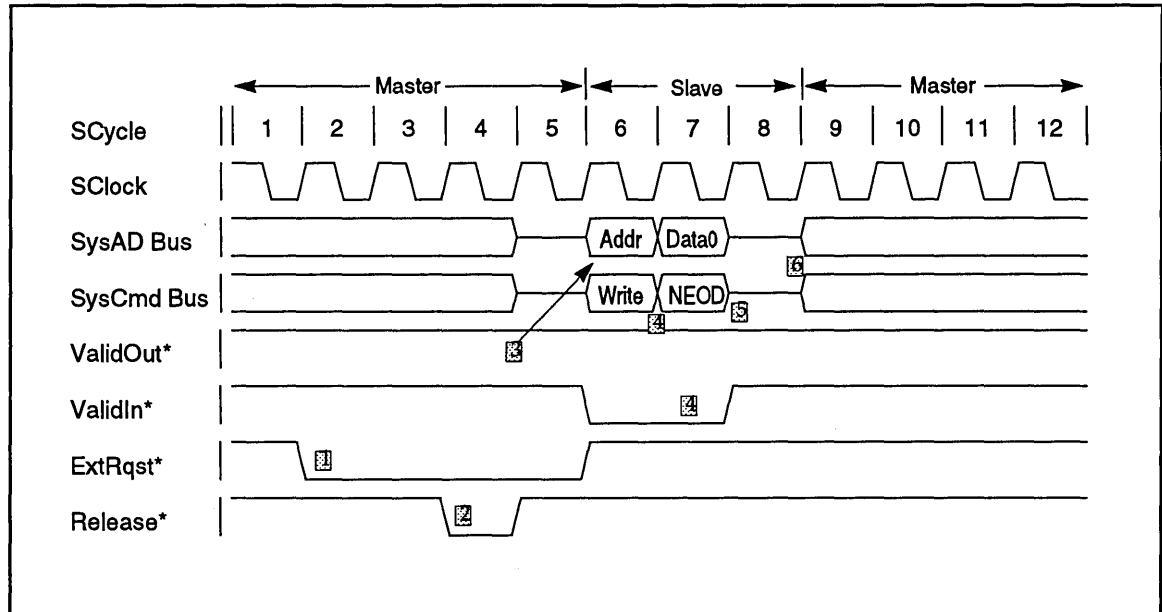 Master Slave Master
SCycle 1 2 3 4 5 6 7 8 9 10 11 12
SClock
SysAD Bus Addr Data0
6
SysCmd Bus Write NEOD
4 5
ValidOut* 3
ValidIn* 4
ExtRqst* 1
Release* 2